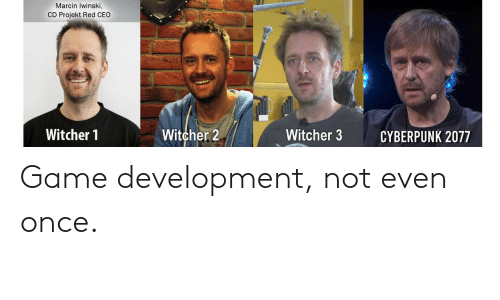 Marcin Iwinski,
CD Projekt Red CEO
Witcher 1
Witcher 2
Witcher 3
CYBERPUNK 2077
Game development, not even
once.